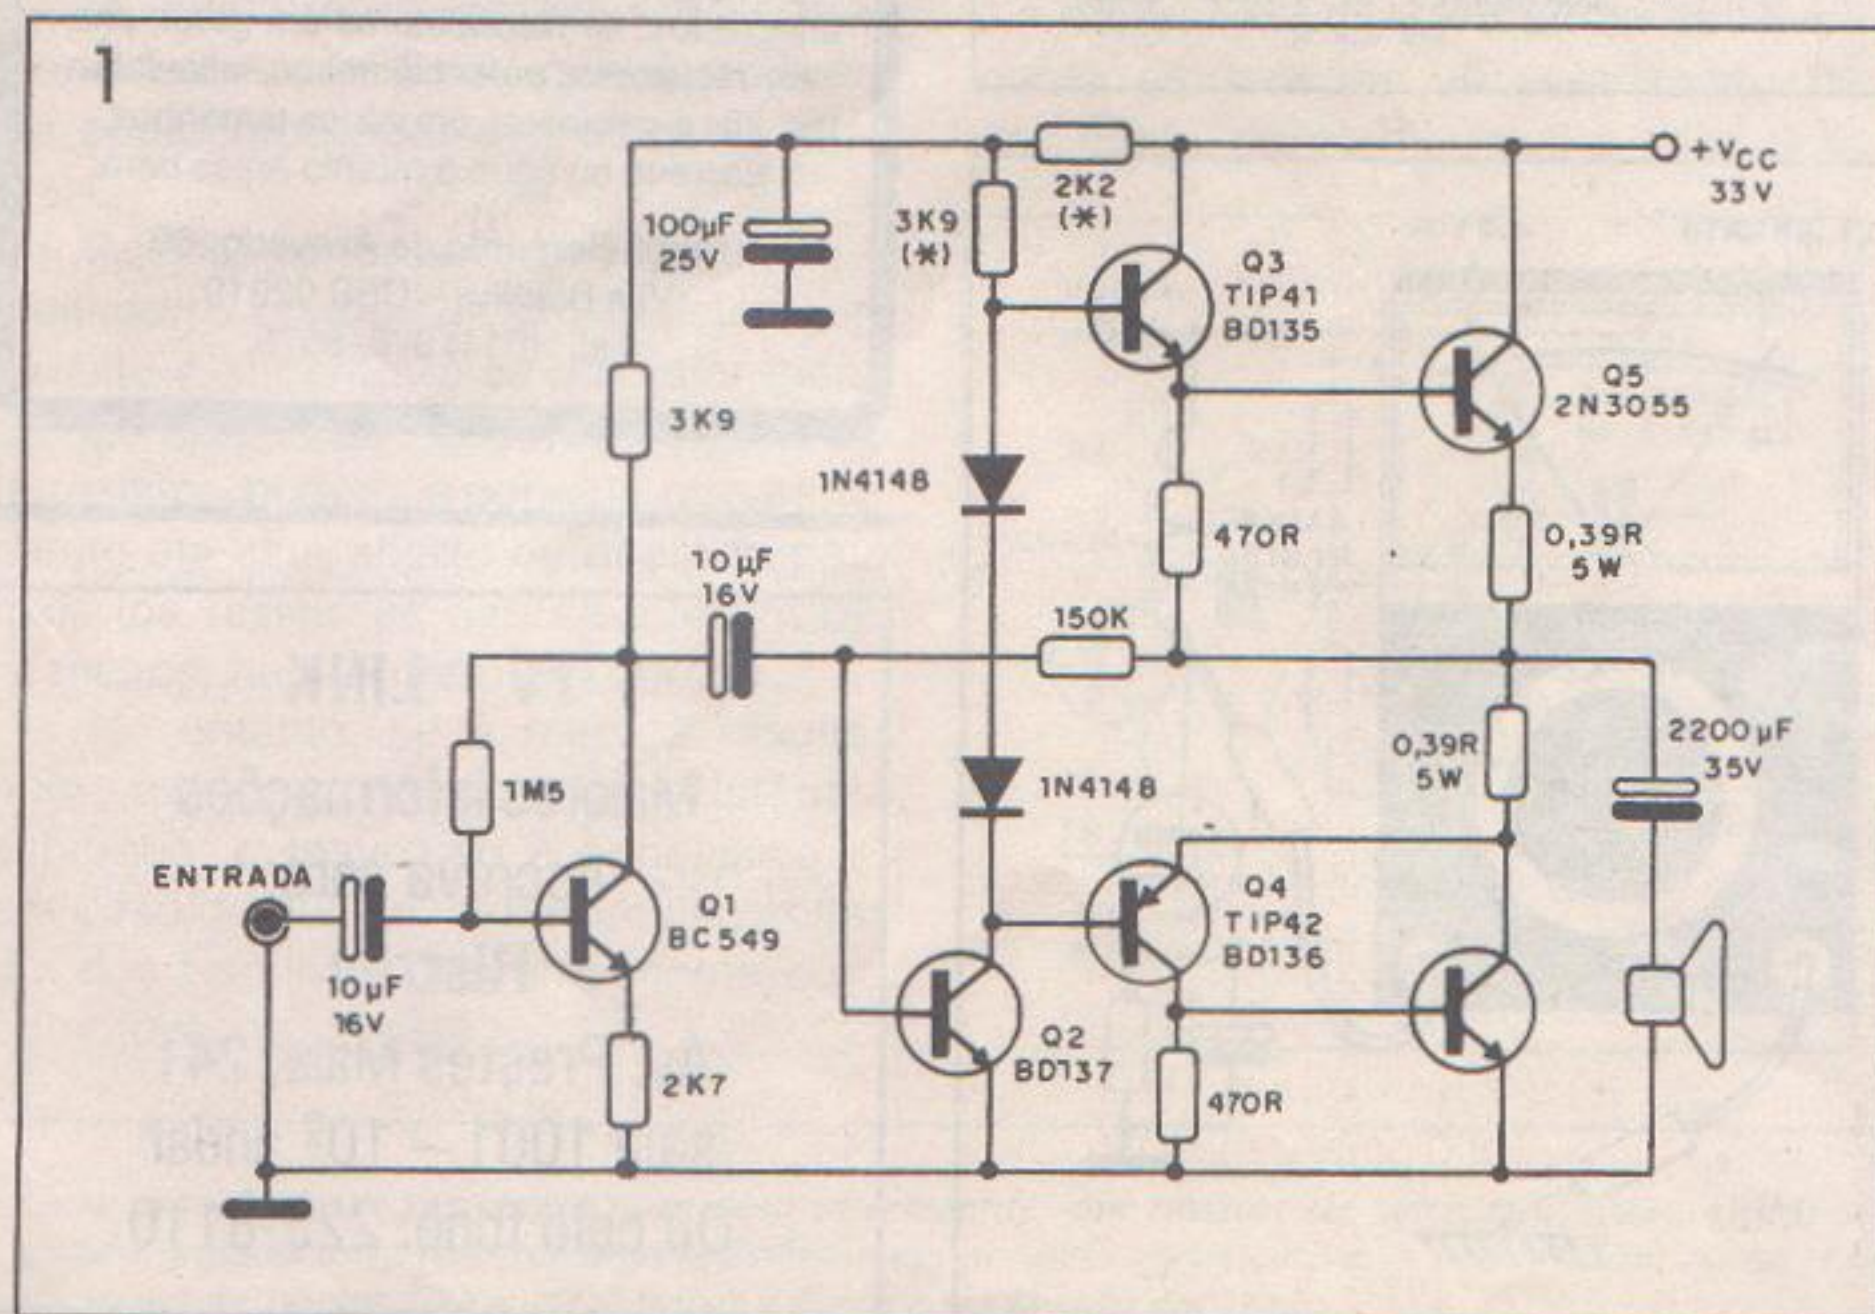 1
+VCC
33V
2K2
(*)
3K9
(*)
100µF
25V
Q3
TIP41
BD135
Q5
2N3055
3K9
1N4148
470R
0,39R
5W
10µF
16V
150K
2200µF
35V
0,39R
5W
1M5
1N4148
ENTRADA
Q1
BC549
Q4
TIP42
BD136
10µF
16V
Q2
BD137
2K7
470R